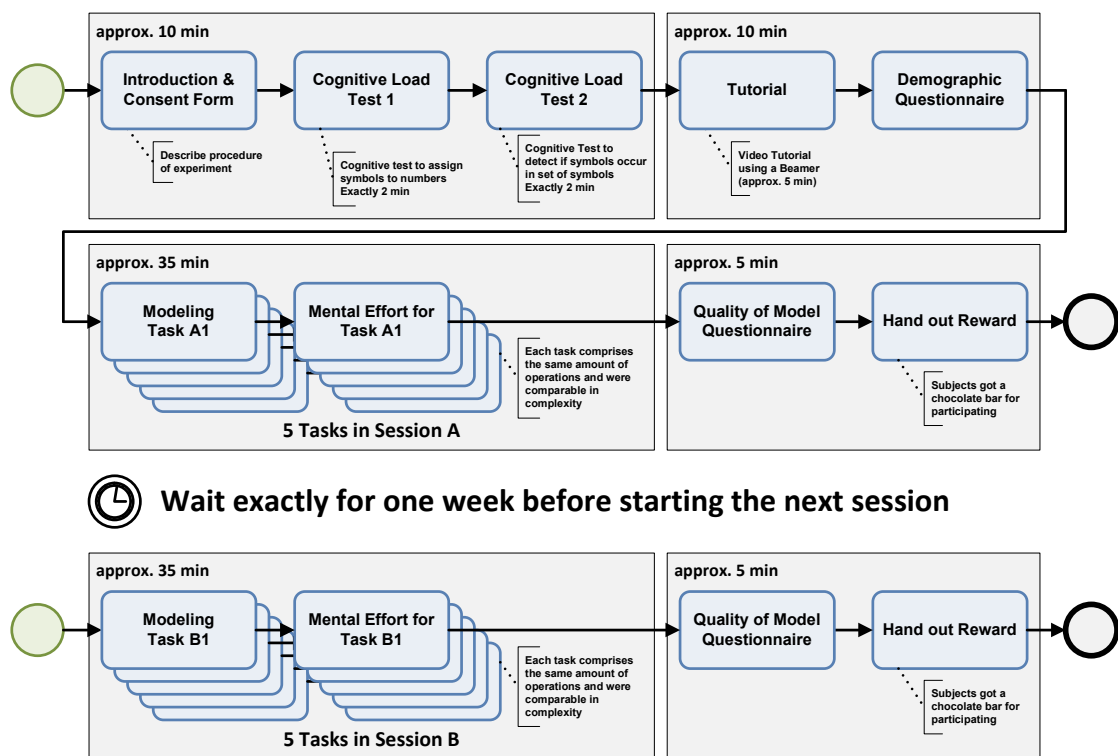 approx. 10 min
approx. 10 min
Introduction &
Consent Form
Cognitive Load
Test 1
Cognitive Load
Test 2
Tutorial
Demographic
Questionnaire
Describe procedure
of experiment
Cognitive test to assign
symbols to numbers
Exactly 2 min
Cognitive Test to
detect if symbols occur
in set of symbols
Exactly 2 min
Video Tutorial
using a Beamer
(approx. 5 min)
approx. 35 min
approx. 5 min
Modeling
Task A1
Mental Effort for
Task A1
Quality of Model
Questionnaire
Hand out Reward
Each task comprises
the same amount of
operations and were
comparable in
complexity
Subjects got a
chocolate bar for
participating
5 Tasks in Session A
Wait exactly for one week before starting the next session
approx. 35 min
approx. 5 min
Modeling
Task B1
Mental Effort for
Task B1
Quality of Model
Questionnaire
Hand out Reward
Each task comprises
the same amount of
operations and were
comparable in
complexity
Subjects got a
chocolate bar for
participating
5 Tasks in Session B